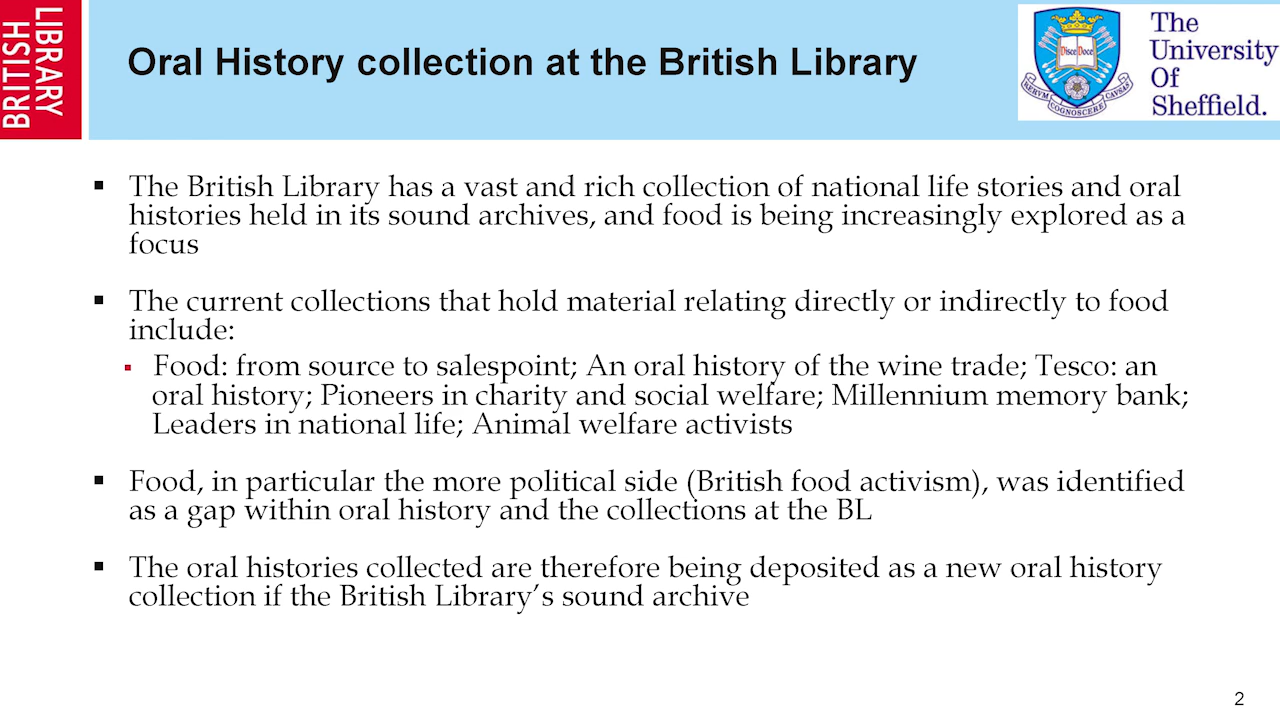 BRITISH
LIBRARY
Oral History collection at the British Library
Disce Doce
RERVM COGNOSCERE CAVSAS
The
University
Of
Sheffield.
▪ The British Library has a vast and rich collection of national life stories and oral
histories held in its sound archives, and food is being increasingly explored as a
focus
▪ The current collections that hold material relating directly or indirectly to food
include:
▪ Food: from source to salespoint; An oral history of the wine trade; Tesco: an
oral history; Pioneers in charity and social welfare; Millennium memory bank;
Leaders in national life; Animal welfare activists
▪ Food, in particular the more political side (British food activism), was identified
as a gap within oral history and the collections at the BL
▪ The oral histories collected are therefore being deposited as a new oral history
collection if the British Library’s sound archive
2